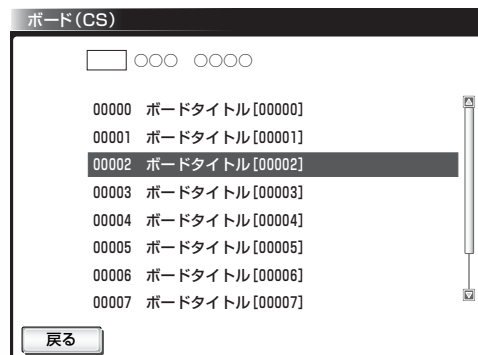 ボード(CS)
○○○ ○○○○
00000 ボードタイトル[00000]
00001 ボードタイトル[00001]
00002 ボードタイトル[00002]
00003 ボードタイトル[00003]
00004 ボードタイトル[00004]
00005 ボードタイトル[00005]
00006 ボードタイトル[00006]
00007 ボードタイトル[00007]
戻る